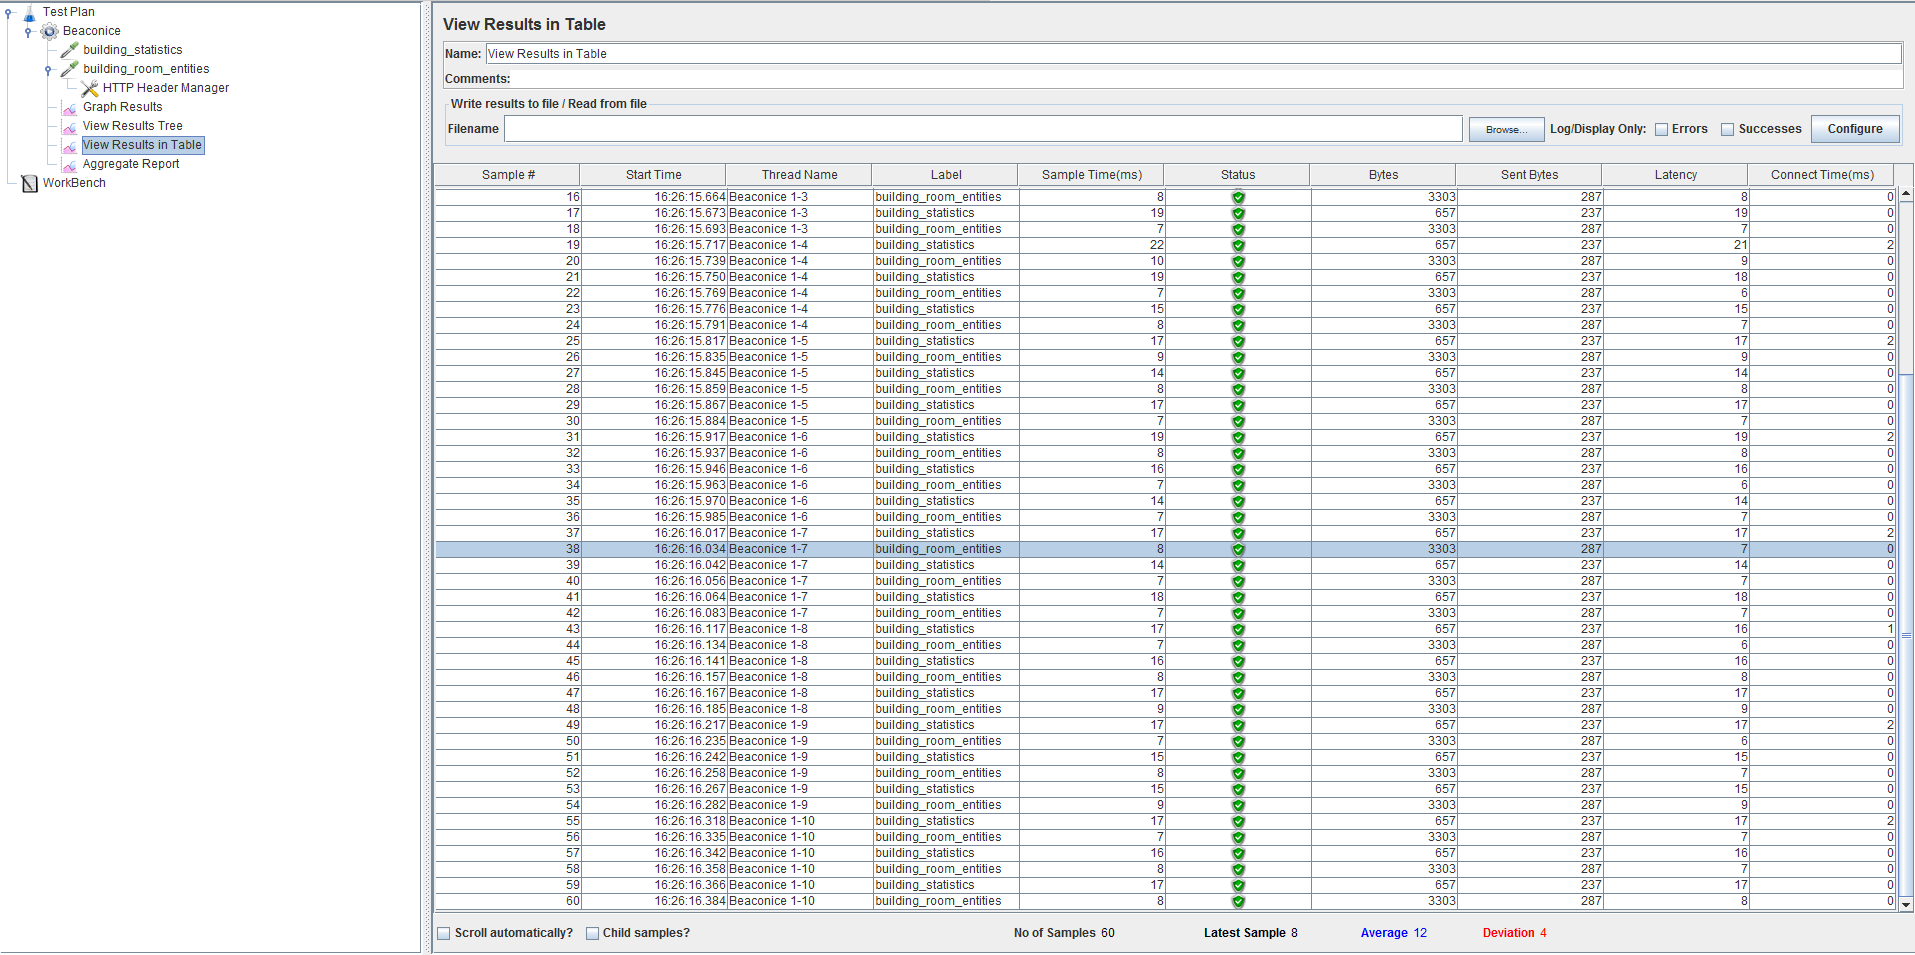 Test Plan
Beaconice
building_statistics
building_room_entities
HTTP Header Manager
Graph Results
View Results Tree
View Results in Table
Aggregate Report
WorkBench
View Results in Table
Name: View Results in Table
Comments:
Write results to file / Read from file
Filename Browse... Log/Display Only: Errors Successes Configure
Sample # Start Time Thread Name Label Sample Time(ms) Status Bytes Sent Bytes Latency Connect Time(ms)
16 16:26:15.664 Beaconice 1-3 building_room_entities 8 3303 287 8 0
17 16:26:15.673 Beaconice 1-3 building_statistics 19 657 237 19 0
18 16:26:15.693 Beaconice 1-3 building_room_entities 7 3303 287 7 0
19 16:26:15.717 Beaconice 1-4 building_statistics 22 657 237 21 2
20 16:26:15.739 Beaconice 1-4 building_room_entities 10 3303 287 9 0
21 16:26:15.750 Beaconice 1-4 building_statistics 19 657 237 18 0
22 16:26:15.769 Beaconice 1-4 building_room_entities 7 3303 287 6 0
23 16:26:15.776 Beaconice 1-4 building_statistics 15 657 237 15 0
24 16:26:15.791 Beaconice 1-4 building_room_entities 8 3303 287 7 0
25 16:26:15.817 Beaconice 1-5 building_statistics 17 657 237 17 2
26 16:26:15.835 Beaconice 1-5 building_room_entities 9 3303 287 9 0
27 16:26:15.845 Beaconice 1-5 building_statistics 14 657 237 14 0
28 16:26:15.859 Beaconice 1-5 building_room_entities 8 3303 287 8 0
29 16:26:15.867 Beaconice 1-5 building_statistics 17 657 237 17 0
30 16:26:15.884 Beaconice 1-5 building_room_entities 7 3303 287 7 0
31 16:26:15.917 Beaconice 1-6 building_statistics 19 657 237 19 2
32 16:26:15.937 Beaconice 1-6 building_room_entities 8 3303 287 8 0
33 16:26:15.946 Beaconice 1-6 building_statistics 16 657 237 16 0
34 16:26:15.963 Beaconice 1-6 building_room_entities 7 3303 287 6 0
35 16:26:15.970 Beaconice 1-6 building_statistics 14 657 237 14 0
36 16:26:15.985 Beaconice 1-6 building_room_entities 7 3303 287 7 0
37 16:26:16.017 Beaconice 1-7 building_statistics 17 657 237 17 2
38 16:26:16.034 Beaconice 1-7 building_room_entities 8 3303 287 7 0
39 16:26:16.042 Beaconice 1-7 building_statistics 14 657 237 14 0
40 16:26:16.056 Beaconice 1-7 building_room_entities 7 3303 287 7 0
41 16:26:16.064 Beaconice 1-7 building_statistics 18 657 237 18 0
42 16:26:16.083 Beaconice 1-7 building_room_entities 7 3303 287 7 0
43 16:26:16.117 Beaconice 1-8 building_statistics 17 657 237 16 1
44 16:26:16.134 Beaconice 1-8 building_room_entities 7 3303 287 6 0
45 16:26:16.141 Beaconice 1-8 building_statistics 16 657 237 16 0
46 16:26:16.157 Beaconice 1-8 building_room_entities 8 3303 287 8 0
47 16:26:16.167 Beaconice 1-8 building_statistics 17 657 237 17 0
48 16:26:16.185 Beaconice 1-8 building_room_entities 9 3303 287 9 0
49 16:26:16.217 Beaconice 1-9 building_statistics 17 657 237 17 2
50 16:26:16.235 Beaconice 1-9 building_room_entities 7 3303 287 6 0
51 16:26:16.242 Beaconice 1-9 building_statistics 15 657 237 15 0
52 16:26:16.258 Beaconice 1-9 building_room_entities 8 3303 287 7 0
53 16:26:16.267 Beaconice 1-9 building_statistics 15 657 237 15 0
54 16:26:16.282 Beaconice 1-9 building_room_entities 9 3303 287 9 0
55 16:26:16.318 Beaconice 1-10 building_statistics 17 657 237 17 2
56 16:26:16.335 Beaconice 1-10 building_room_entities 7 3303 287 7 0
57 16:26:16.342 Beaconice 1-10 building_statistics 16 657 237 16 0
58 16:26:16.358 Beaconice 1-10 building_room_entities 8 3303 287 7 0
59 16:26:16.366 Beaconice 1-10 building_statistics 17 657 237 17 0
60 16:26:16.384 Beaconice 1-10 building_room_entities 8 3303 287 8 0
Scroll automatically? Child samples? No of Samples 60 Latest Sample 8 Average 12 Deviation 4